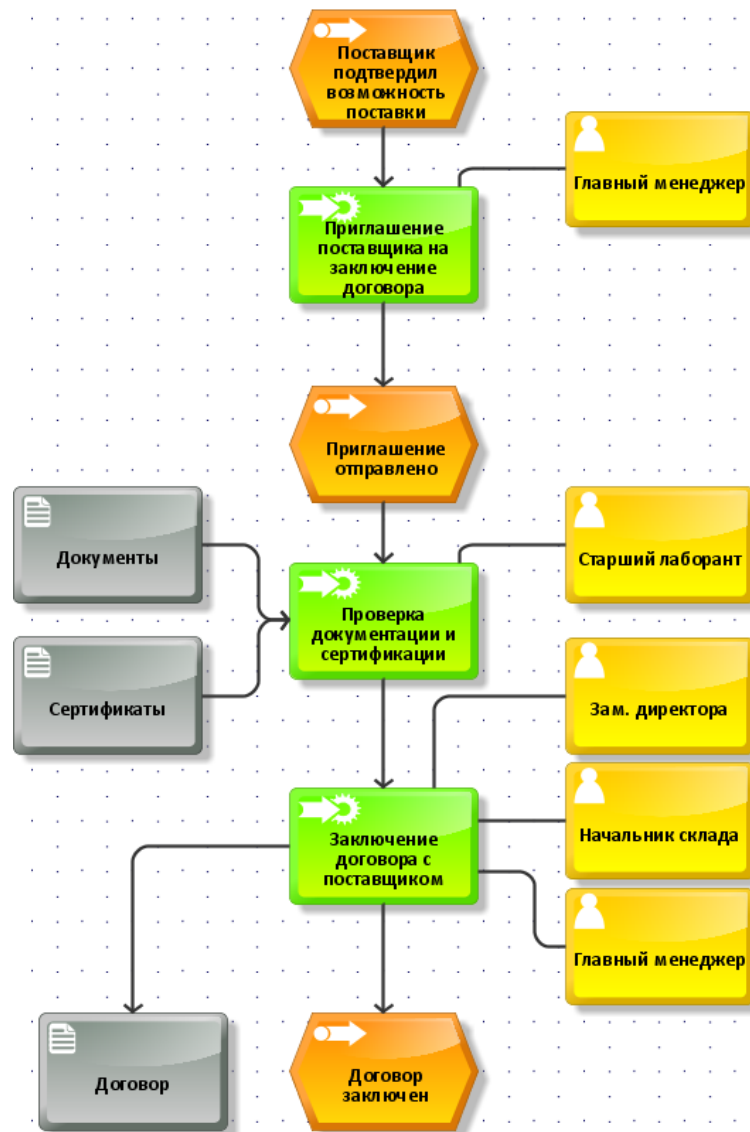 Поставщик
подтвердил
возможность
поставки
Главный менеджер
Приглашение
поставщика на
заключение
договора
Приглашение
отправлено
Документы
Старший лаборант
Проверка
документации и
сертификации
Сертификаты
Зам. директора
Начальник склада
Заключение
договора с
поставщиком
Главный менеджер
Договор
Договор
заключен